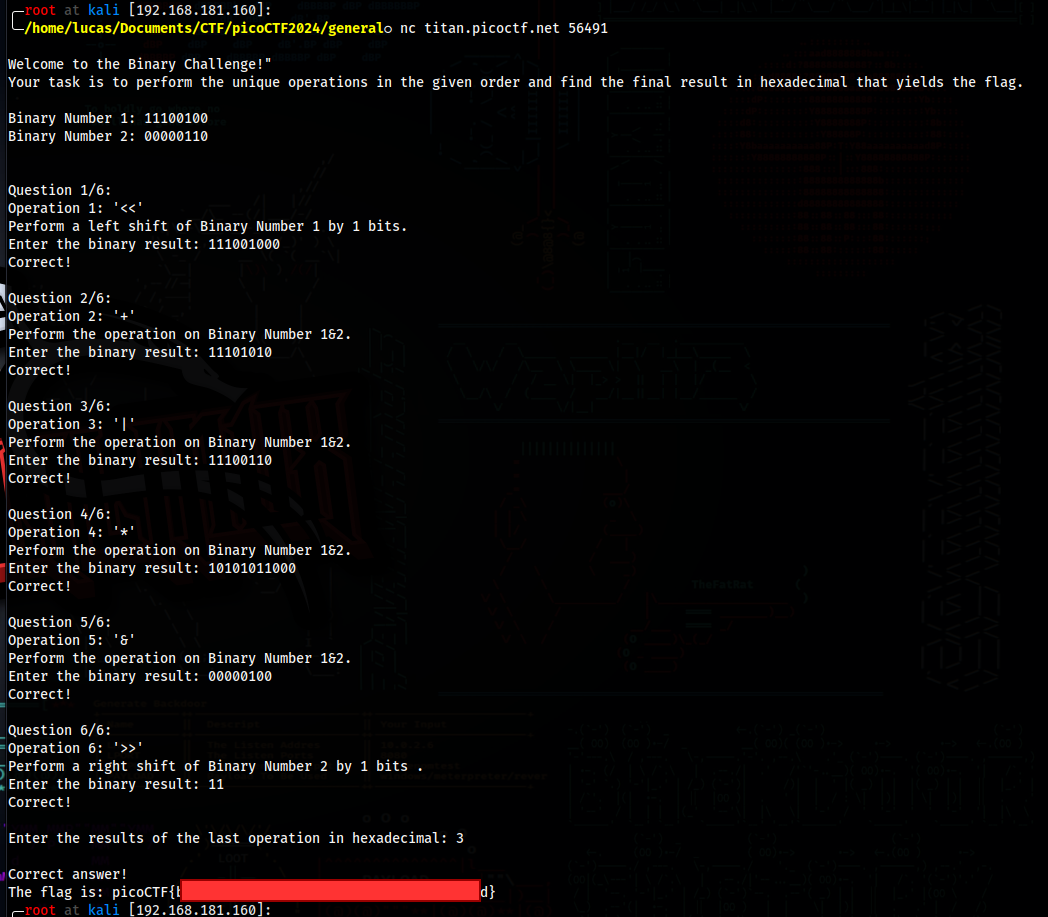 root at kali [192.168.181.160]:
/home/lucas/Documents/CTF/picoCTF2024/general○ nc titan.picoctf.net 56491
Welcome to the Binary Challenge!"
Your task is to perform the unique operations in the given order and find the final result in hexadecimal that yields the flag.
Binary Number 1: 11100100
Binary Number 2: 00000110
Question 1/6:
Operation 1: '<<'
Perform a left shift of Binary Number 1 by 1 bits.
Enter the binary result: 111001000
Correct!
Question 2/6:
Operation 2: '+'
Perform the operation on Binary Number 1&2.
Enter the binary result: 11101010
Correct!
Question 3/6:
Operation 3: '|'
Perform the operation on Binary Number 1&2.
Enter the binary result: 11100110
Correct!
Question 4/6:
Operation 4: '*'
Perform the operation on Binary Number 1&2.
Enter the binary result: 10101011000
Correct!
Question 5/6:
Operation 5: '&'
Perform the operation on Binary Number 1&2.
Enter the binary result: 00000100
Correct!
Question 6/6:
Operation 6: '>>'
Perform a right shift of Binary Number 2 by 1 bits .
Enter the binary result: 11
Correct!
Enter the results of the last operation in hexadecimal: 3
Correct answer!
The flag is: picoCTF{b d}
root at kali [192.168.181.160]: